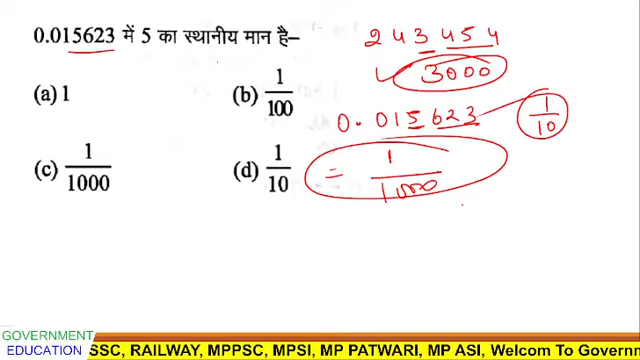 0.015623 में 5 का स्थानीय मान है–
(a) 1
(b) 1/100
(c) 1/1000
(d) 1/10
243454
3000
0.015623
1/10
= 1/1000
GOVERNMENT
EDUCATION
SSC, RAILWAY, MPPSC, MPSI, MP PATWARI, MP ASI, Welcom To Governm